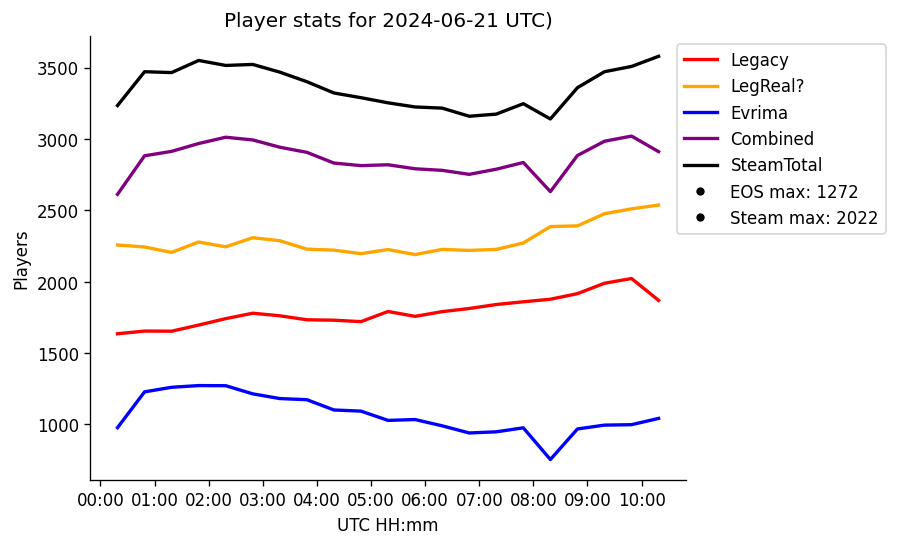 Player stats for 2024-06-21 UTC)
3500
3000
2500
2000
1500
1000
Players
00:00 01:00 02:00 03:00 04:00 05:00 06:00 07:00 08:00 09:00 10:00
UTC HH:mm
Legacy
LegReal?
Evrima
Combined
SteamTotal
EOS max: 1272
Steam max: 2022